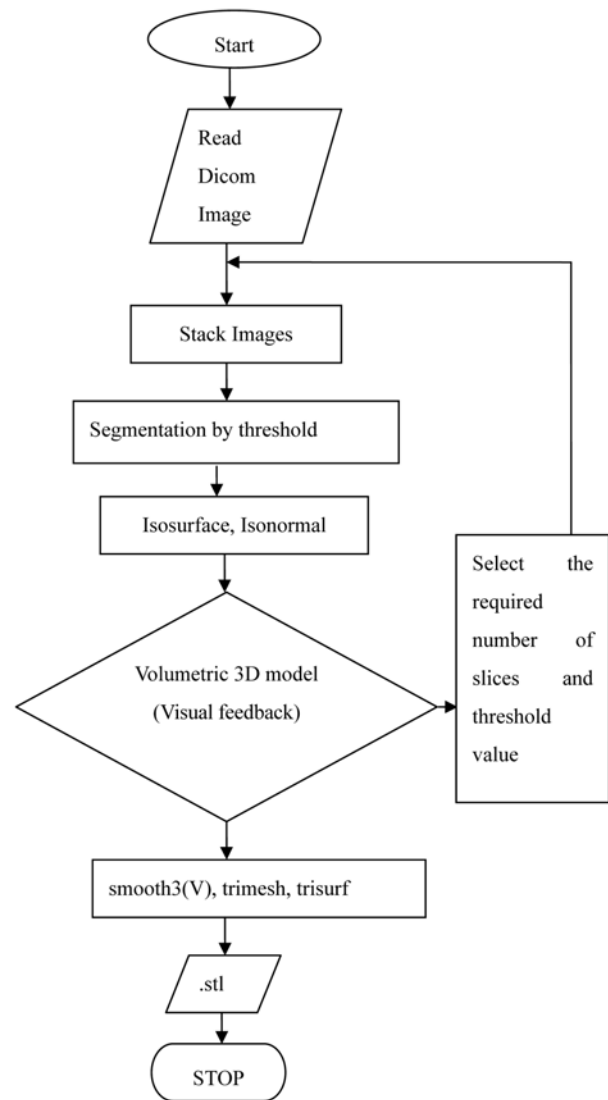 Start
Read
Dicom
Image
Stack Images
Segmentation by threshold
Isosurface, Isonormal
Volumetric 3D model
(Visual feedback)
Select the
required
number of
slices and
threshold
value
smooth3(V), trimesh, trisurf
.stl
STOP